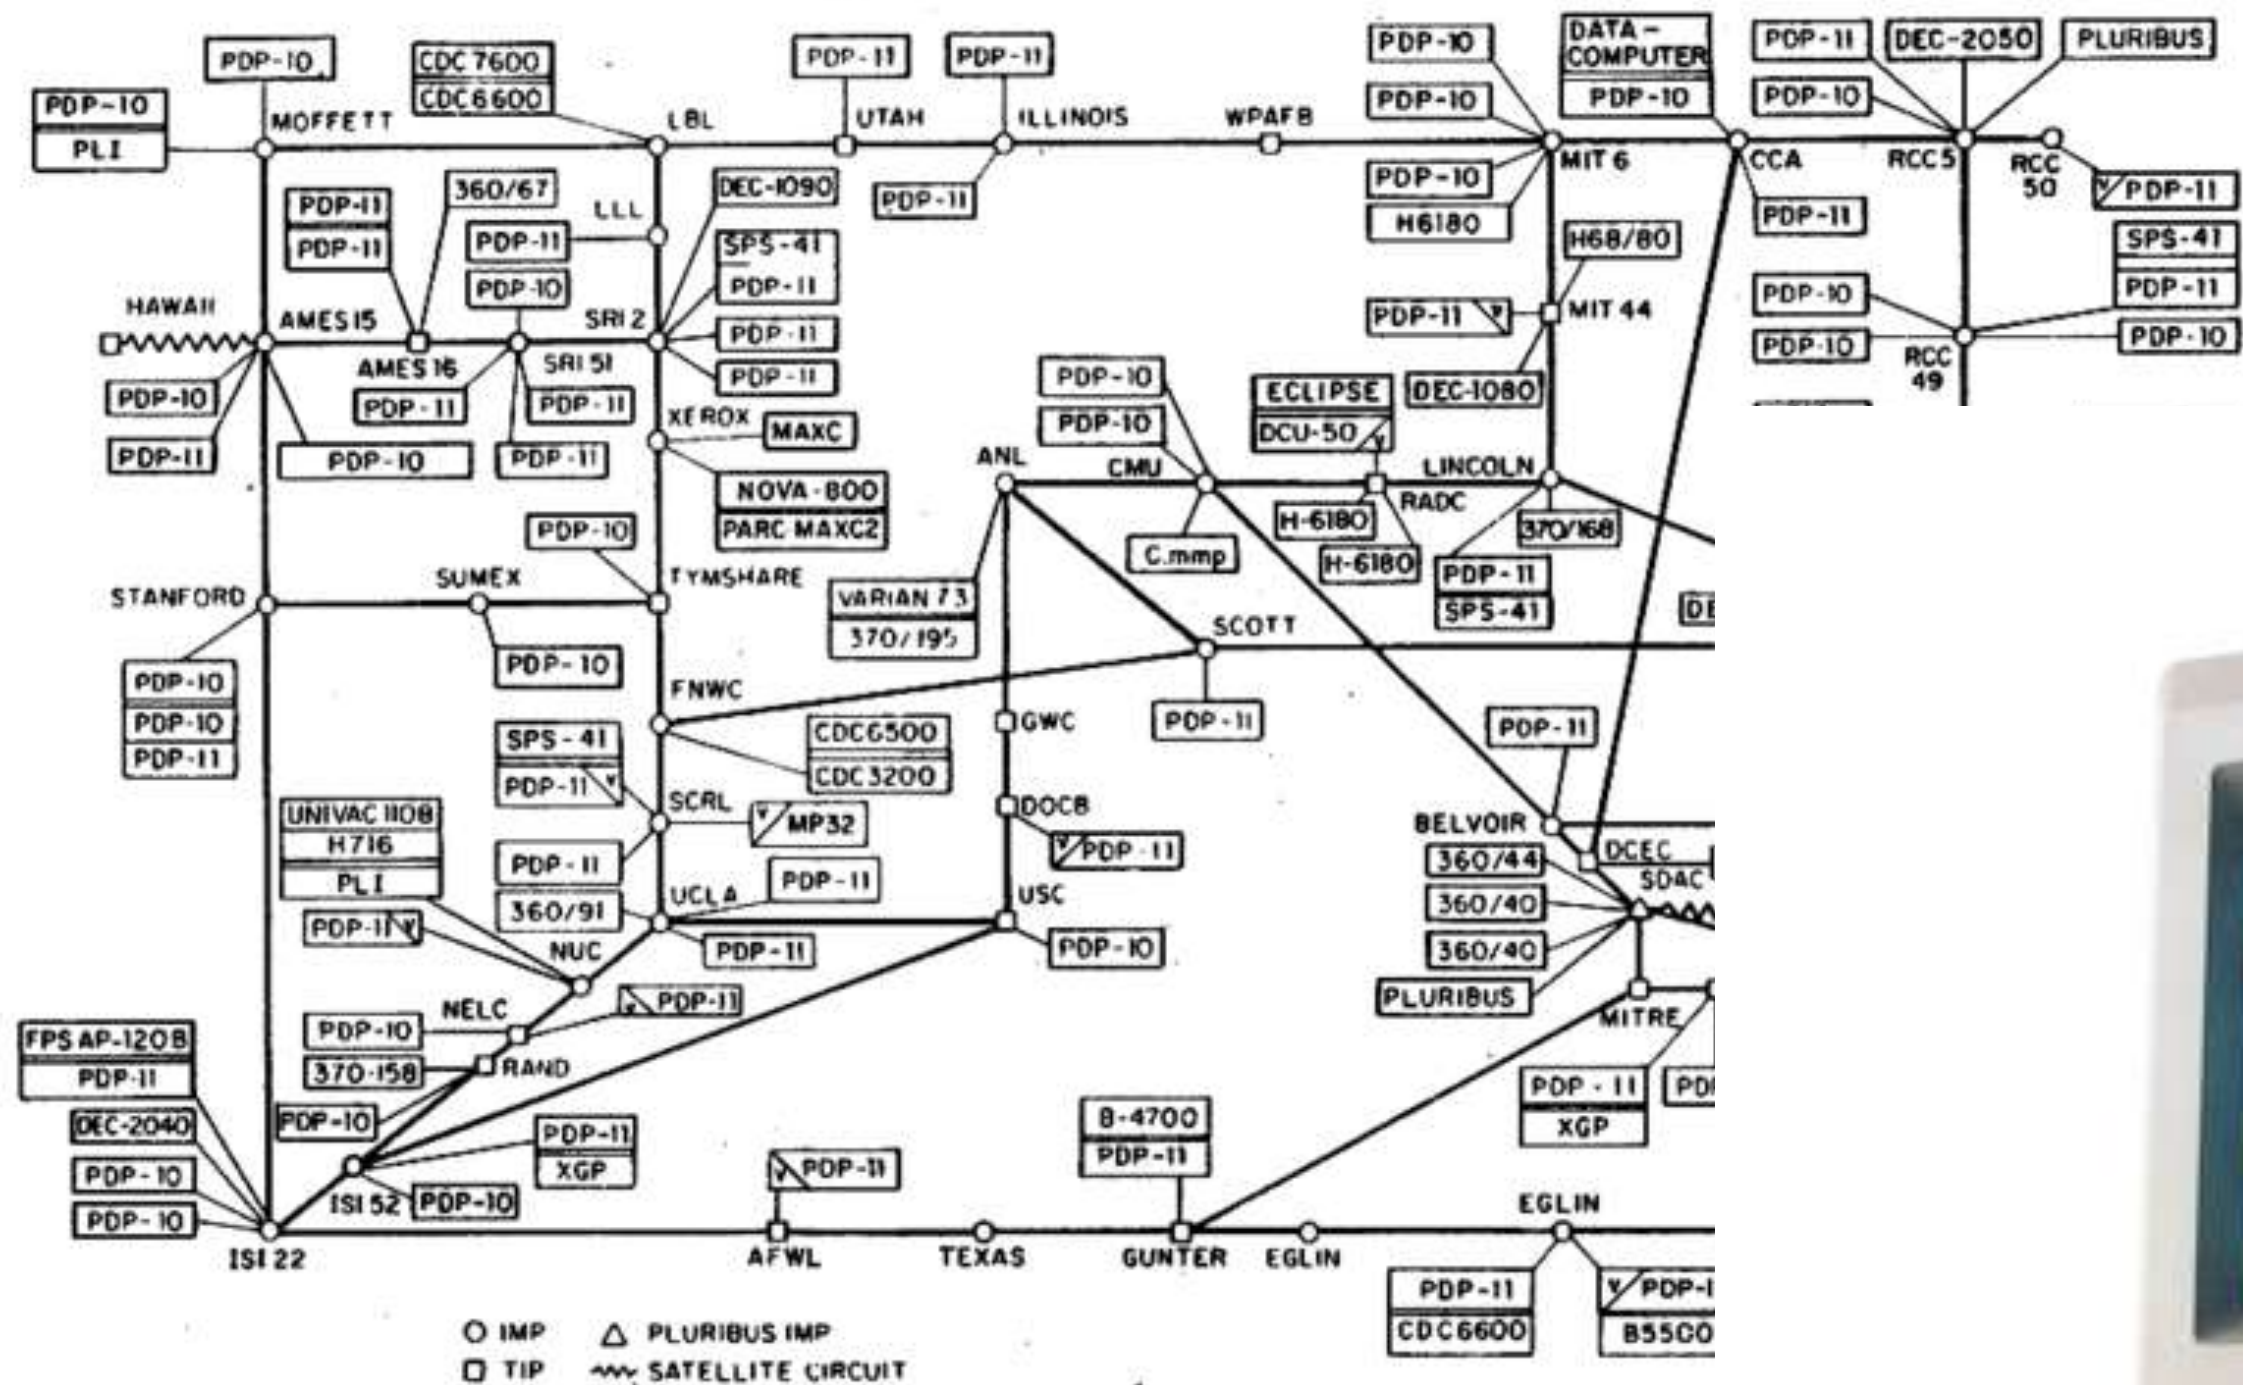 PDP-10
CDC 7600
CDC6600
PDP-11
PDP-11
PDP-10
DATA-
COMPUTER
PDP-10
PDP-11
DEC-2050
PLURIBUS
PDP-10
PLI
MOFFETT
LBL
UTAH
ILLINOIS
WPAFB
PDP-10
PDP-10
MIT 6
CCA
RCC5
RCC
50
PDP-10
H6180
PDP-11
PDP-11
V PDP-11
PDP-11
PDP-11
360/67
LLL
PDP-11
DEC-1090
SPS-41
PDP-11
H68/80
SPS-41
PDP-11
PDP-10
HAWAII
AMES 15
AMES 16
SRI 51
SRI 2
PDP-11
PDP-11
PDP-11 V
MIT 44
PDP-10
PDP-10
PDP-10
RCC
49
PDP-10
PDP-11
PDP-10
PDP-11
PDP-11
PDP-11
XEROX
MAXC
PDP-10
PDP-10
ECLIPSE
DCU-50 V
DEC-1080
ANL
CMU
RADC
LINCOLN
NOVA-800
PARC MAXC2
C.mmp
H-6180
H-6180
370/168
PDP-11
SPS-41
PDP-10
STANFORD
SUMEX
TYMSHARE
VARIAN 73
370/195
SCOTT
DE
PDP-10
PDP-10
PDP-11
PDP-10
FNWC
GWC
PDP-11
PDP-11
SPS-41
PDP-11 V
CDC6500
CDC3200
SCRL
V MP32
DOCB
V PDP-11
BELVOIR
DCEC
SDAC
UNIVAC 1108
H716
PLI
PDP-11
360/91
UCLA
PDP-11
USC
360/44
360/40
360/40
PLURIBUS
PDP-11 V
NUC
PDP-11
PDP-10
MITRE
NELC
V PDP-11
PDP-10
370-158
RAND
PDP-10
FPS AP-120B
PDP-11
DEC-2040
PDP-10
PDP-10
PDP-11
XGP
ISI 52
PDP-10
V PDP-11
B-4700
PDP-11
PDP-11
XGP
PD
EGLIN
ISI 22
AFWL
TEXAS
GUNTER
EGLIN
PDP-11
CDC6600
V PDP-1
B5500
IMP
PLURIBUS IMP
TIP
SATELLITE CIRCUIT